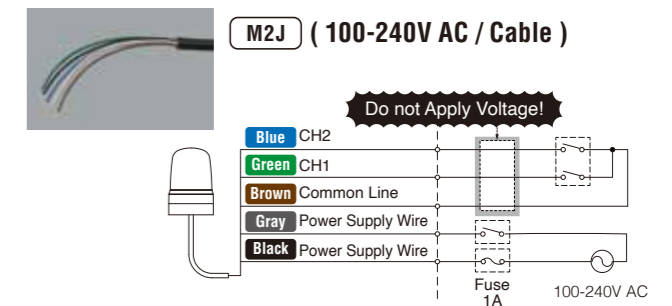 M2J ( 100-240V AC / Cable )
Do not Apply Voltage!
Blue CH2
Green CH1
Brown Common Line
Gray Power Supply Wire
Black Power Supply Wire
Fuse
1A
100-240V AC